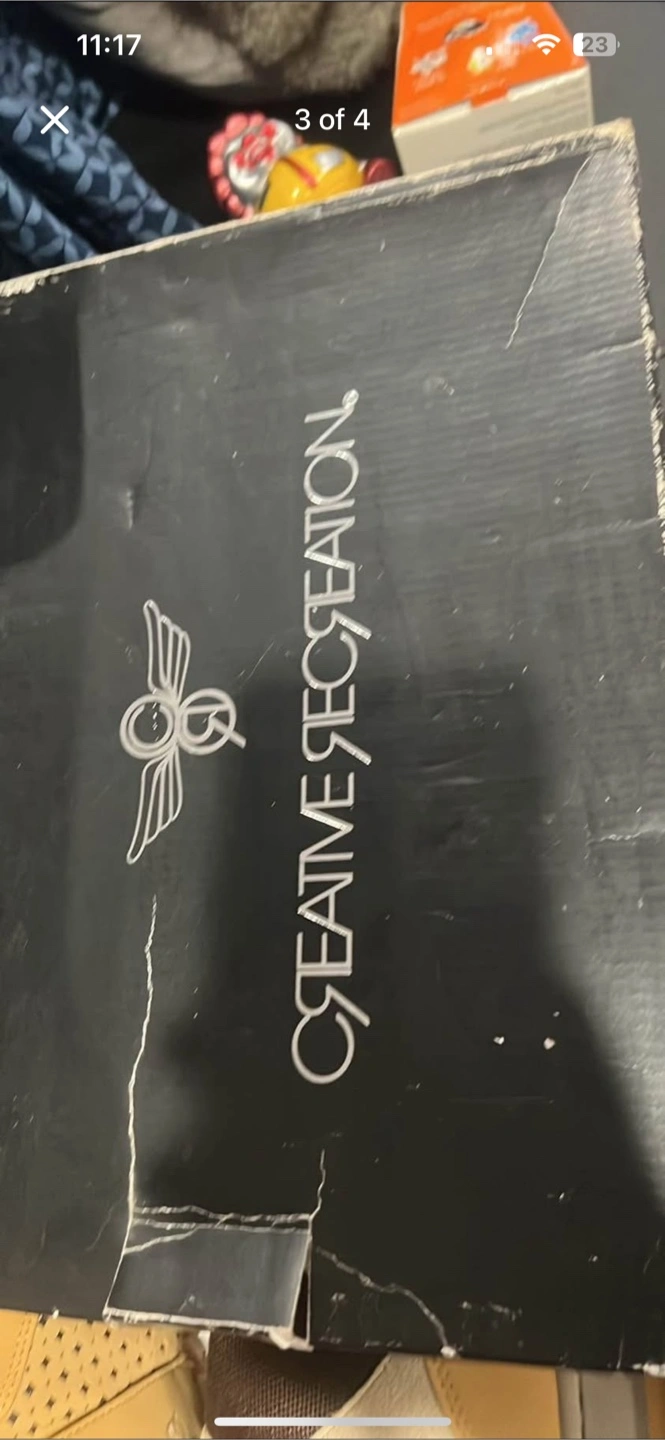 11:17
23
3 of 4
CREATIVE RECREATION